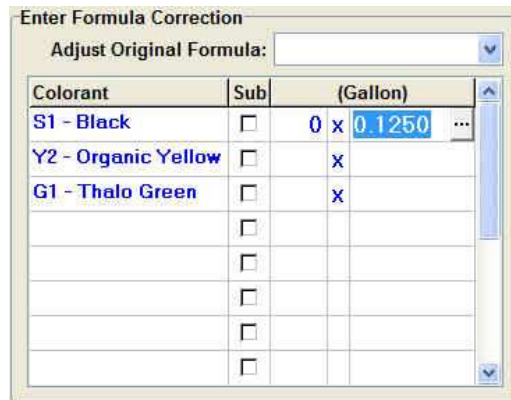 Enter Formula Correction
Adjust Original Formula:
Colorant Sub (Gallon)
S1 - Black 0 x 0.1250 ...
Y2 - Organic Yellow x
G1 - Thalo Green x